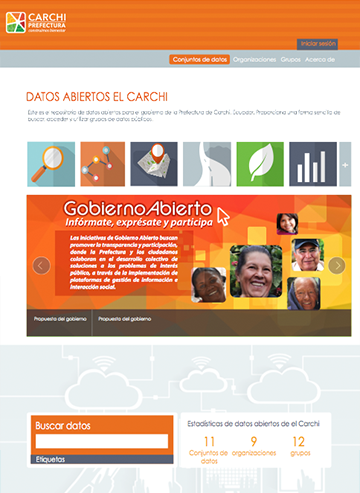 CARCHI
PREFECTURA
Iniciar sesión
Conjuntos de datos Organizaciones Grupos Acerca de
DATOS ABIERTOS EL CARCHI
Este es el repositorio de datos abiertos para el gobierno de la Prefectura de Carchi, Ecuador. Proporciona una forma sencilla de
buscar, acceder y utilizar grupos de datos públicos.
GobiernoAbierto
Infórmate, exprésate y participa
Las iniciativas de Gobierno Abierto buscan
promover la transparencia y participación,
donde la Prefectura y los ciudadanos
colaboran en el desarrollo colectivo de
soluciones a los problemas de interés
público, a través de la implementación de
plataformas de gestión de información e
interacción social.
Propuesta del gobierno Propuesta del gobierno
Buscar datos
Etiquetas
Estadísticas de datos abiertos de el Carchi
11 9 12
Conjuntos de organizaciones grupos
datos